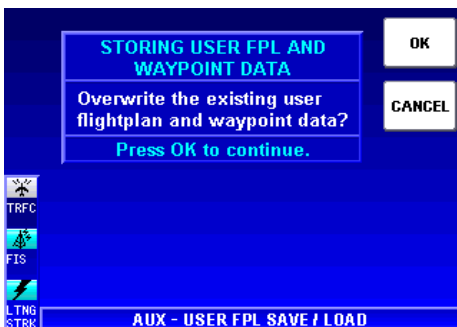 STORING USER FPL AND
WAYPOINT DATA
Overwrite the existing user
flightplan and waypoint data?
Press OK to continue.
OK
CANCEL
TRFC
FIS
LTNG
STRK
AUX - USER FPL SAVE / LOAD